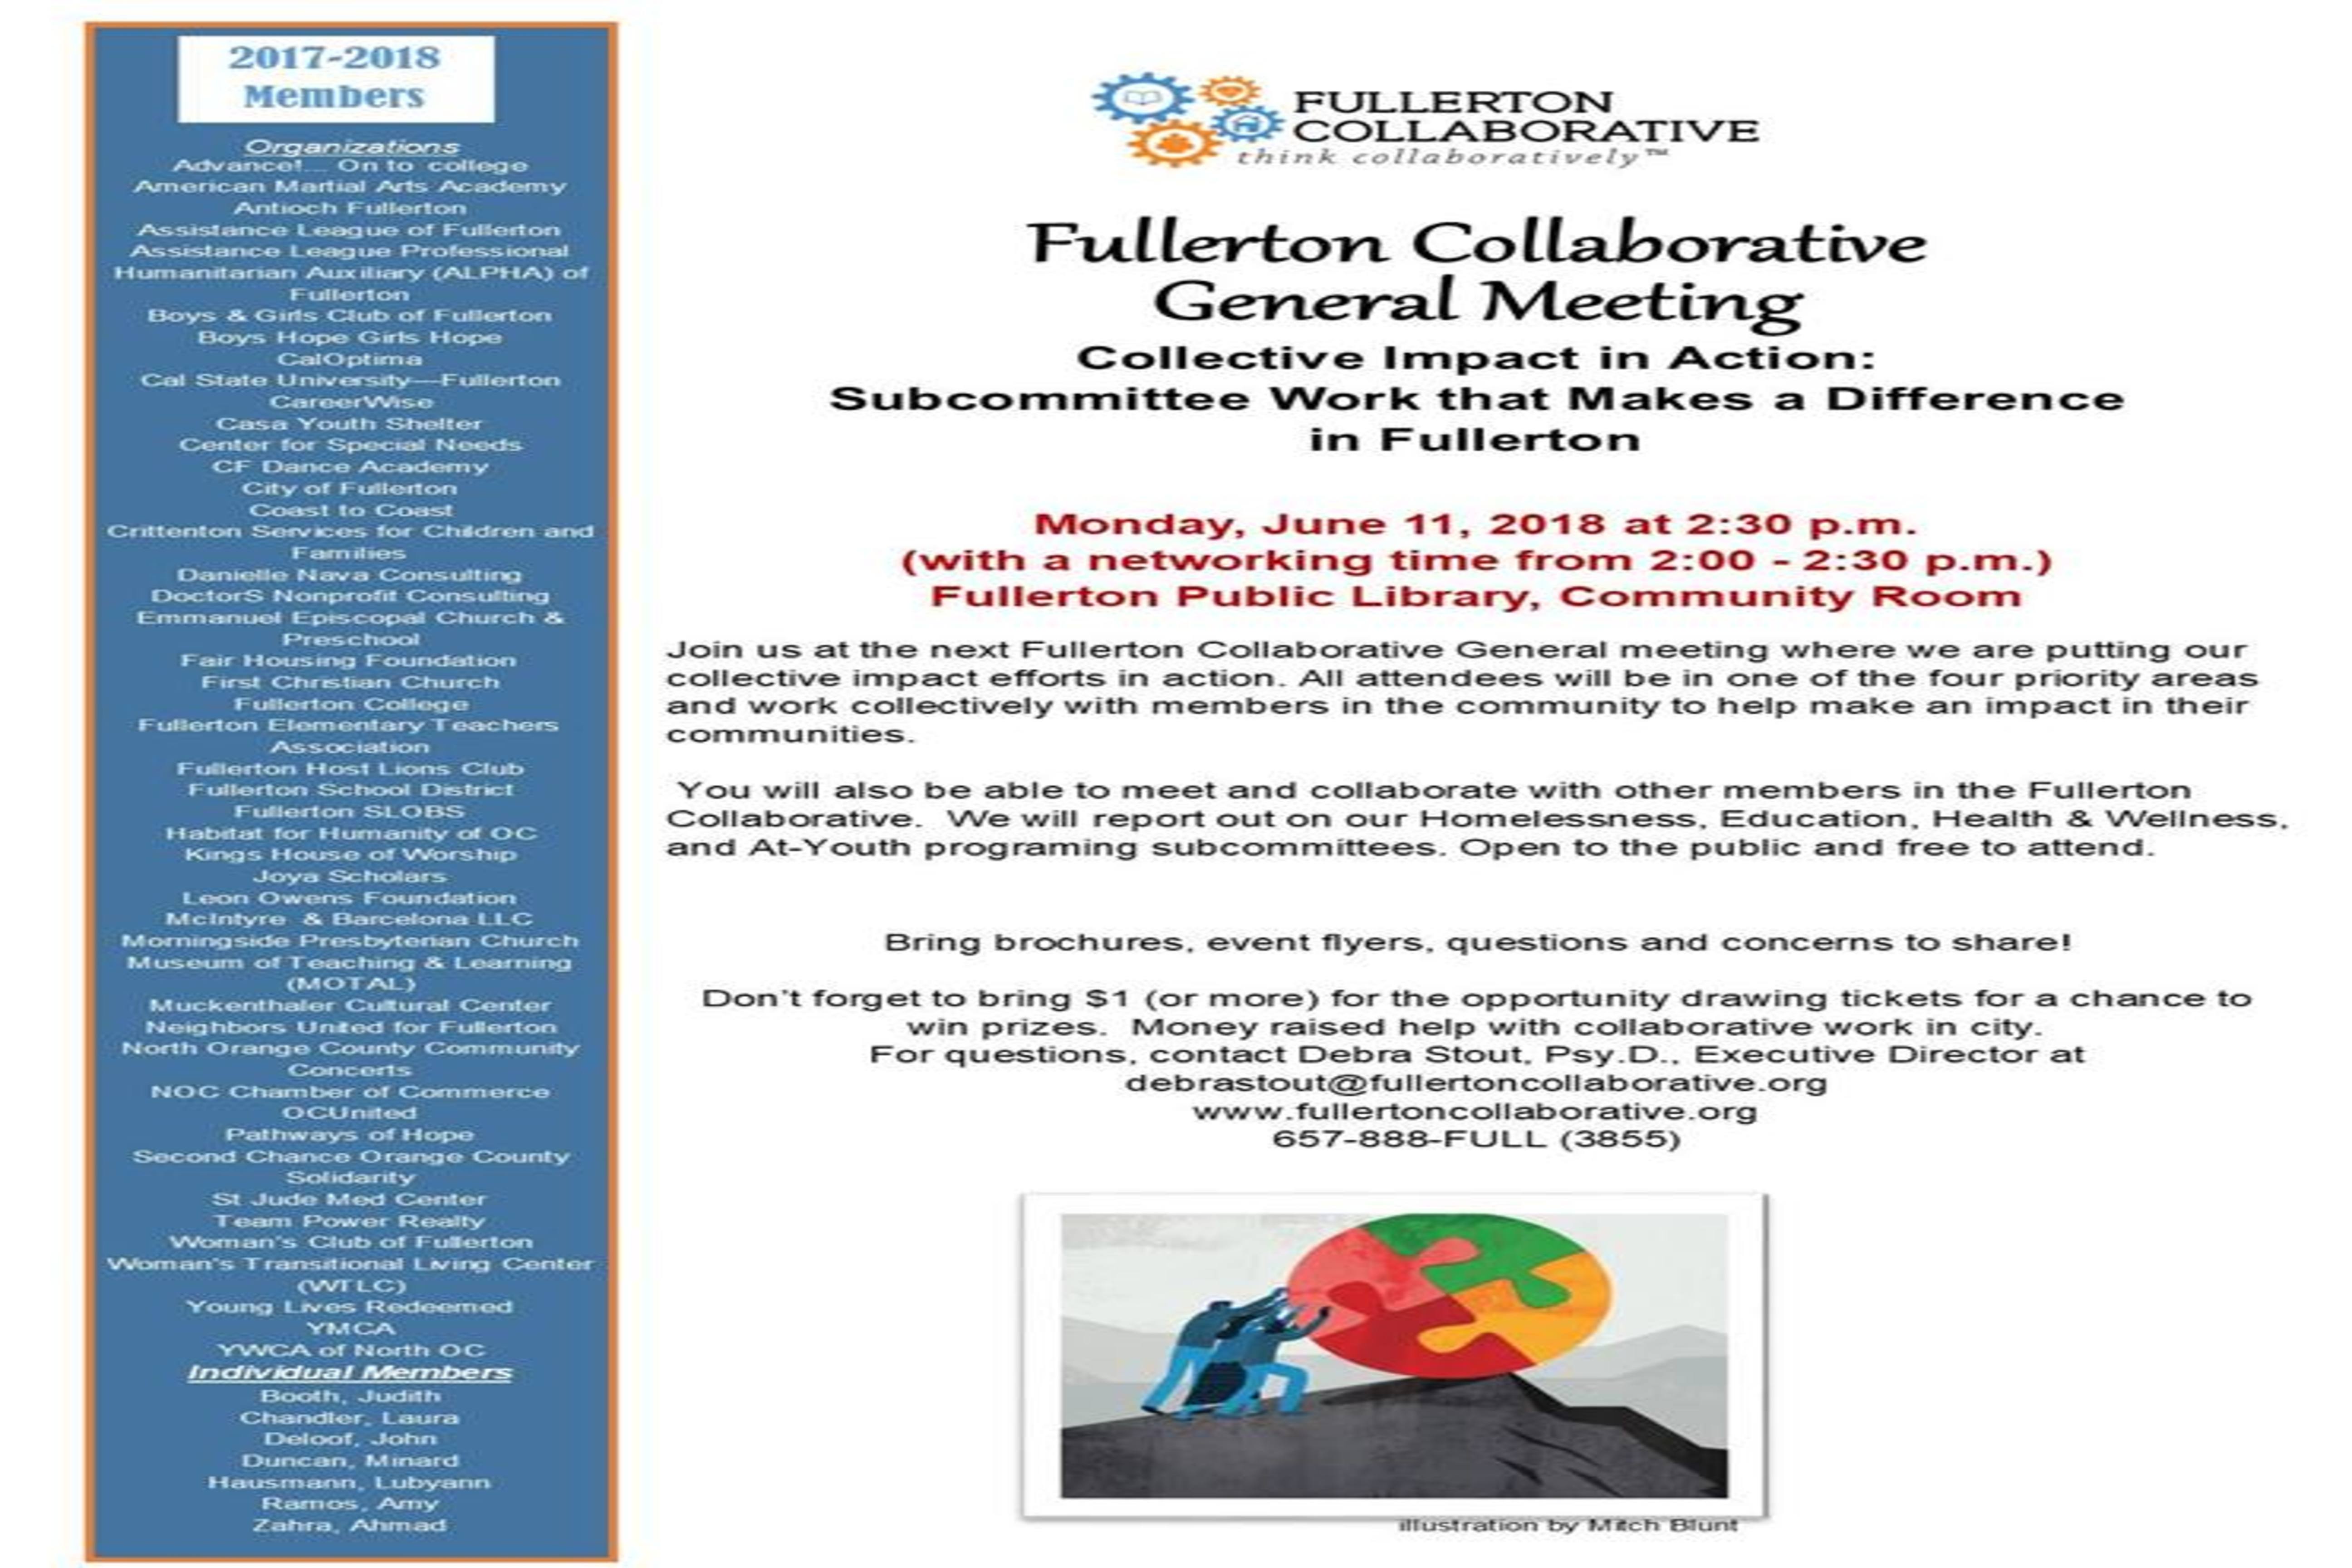 2017-2018
Members
Organizations
Advance!... On to college
American Martial Arts Academy
Antioch Fullerton
Assistance League of Fullerton
Assistance League Professional
Humanitarian Auxiliary (ALPHA) of
Fullerton
Boys & Girls Club of Fullerton
Boys Hope Girls Hope
CalOptima
Cal State University—Fullerton
CareerWise
Casa Youth Shelter
Center for Special Needs
CF Dance Academy
City of Fullerton
Coast to Coast
Crittenton Services for Children and
Families
Danielle Nava Consulting
DoctorS Nonprofit Consulting
Emmanuel Episcopal Church &
Preschool
Fair Housing Foundation
First Christian Church
Fullerton College
Fullerton Elementary Teachers
Association
Fullerton Host Lions Club
Fullerton School District
Fullerton SLOBS
Habitat for Humanity of OC
Kings House of Worship
Joya Scholars
Leon Owens Foundation
McIntyre & Barcelona LLC
Morningside Presbyterian Church
Museum of Teaching & Learning
(MOTAL)
Muckenthaler Cultural Center
Neighbors United for Fullerton
North Orange County Community
Concerts
NOC Chamber of Commerce
OCUnited
Pathways of Hope
Second Chance Orange County
Solidarity
St Jude Med Center
Team Power Realty
Woman's Club of Fullerton
Woman's Transitional Living Center
(WTLC)
Young Lives Redeemed
YMCA
YWCA of North OC
Individual Members
Booth, Judith
Chandler, Laura
Deloof, John
Duncan, Minard
Hausmann, Lubyann
Ramos, Amy
Zahra, Ahmad
FULLERTON
COLLABORATIVE
think collaboratively™
Fullerton Collaborative
General Meeting
Collective Impact in Action:
Subcommittee Work that Makes a Difference
in Fullerton
Monday, June 11, 2018 at 2:30 p.m.
(with a networking time from 2:00 - 2:30 p.m.)
Fullerton Public Library, Community Room
Join us at the next Fullerton Collaborative General meeting where we are putting our
collective impact efforts in action. All attendees will be in one of the four priority areas
and work collectively with members in the community to help make an impact in their
communities.
You will also be able to meet and collaborate with other members in the Fullerton
Collaborative. We will report out on our Homelessness, Education, Health & Wellness,
and At-Youth programing subcommittees. Open to the public and free to attend.
Bring brochures, event flyers, questions and concerns to share!
Don't forget to bring $1 (or more) for the opportunity drawing tickets for a chance to
win prizes. Money raised help with collaborative work in city.
For questions, contact Debra Stout, Psy.D., Executive Director at
debrastout@fullertoncollaborative.org
www.fullertoncollaborative.org
657-888-FULL (3855)
illustration by Mitch Blunt